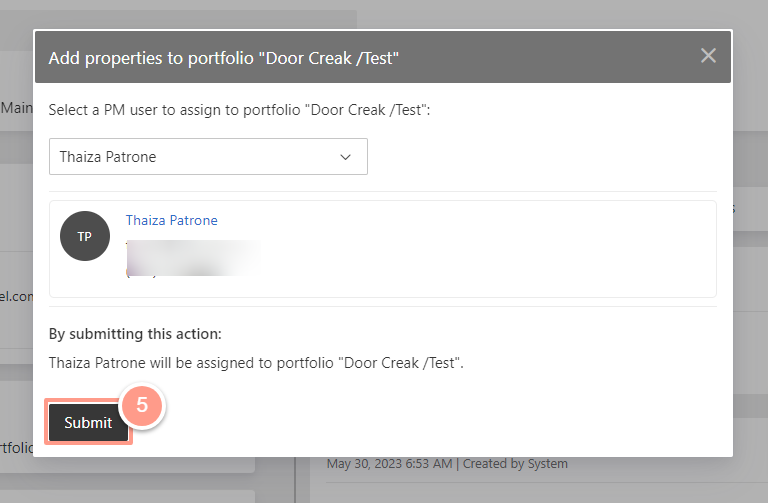 Add properties to portfolio "Door Creak /Test"
Main
Select a PM user to assign to portfolio "Door Creak /Test":
Thaiza Patrone
TP
Thaiza Patrone
s
el.com
By submitting this action:
Thaiza Patrone will be assigned to portfolio "Door Creak /Test".
5
Submit
rtfolio
May 30, 2023 6:53 AM | Created by System